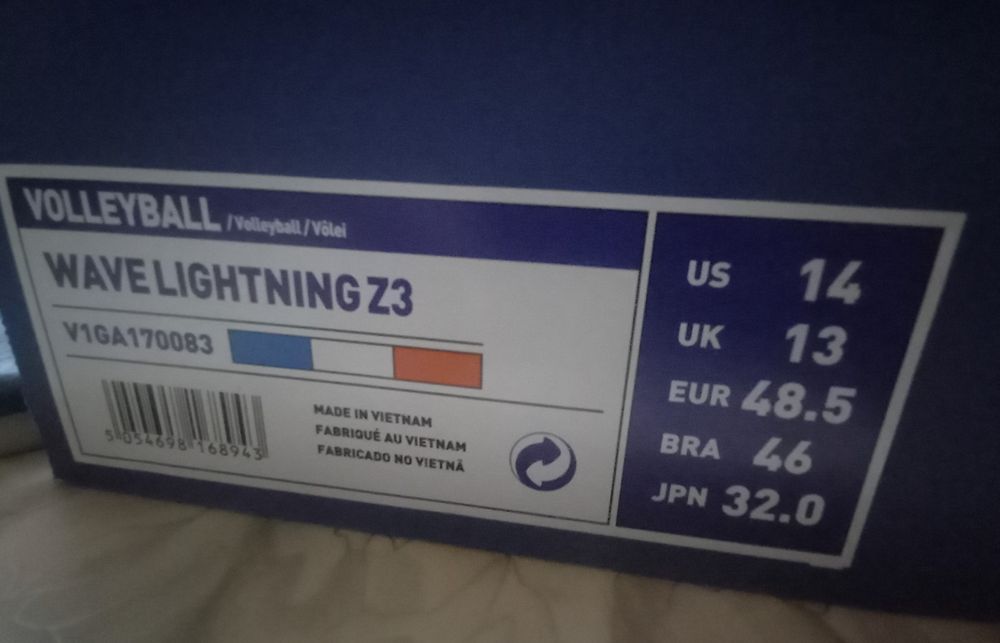 VOLLEYBALL /Volleyball/Vôlei
WAVE LIGHTNING Z3
V1GA170083
5 054698 168943
MADE IN VIETNAM
FABRIQUÉ AU VIETNAM
FABRICADO NO VIETNÃ
US 14
UK 13
EUR 48.5
BRA 46
JPN 32.0